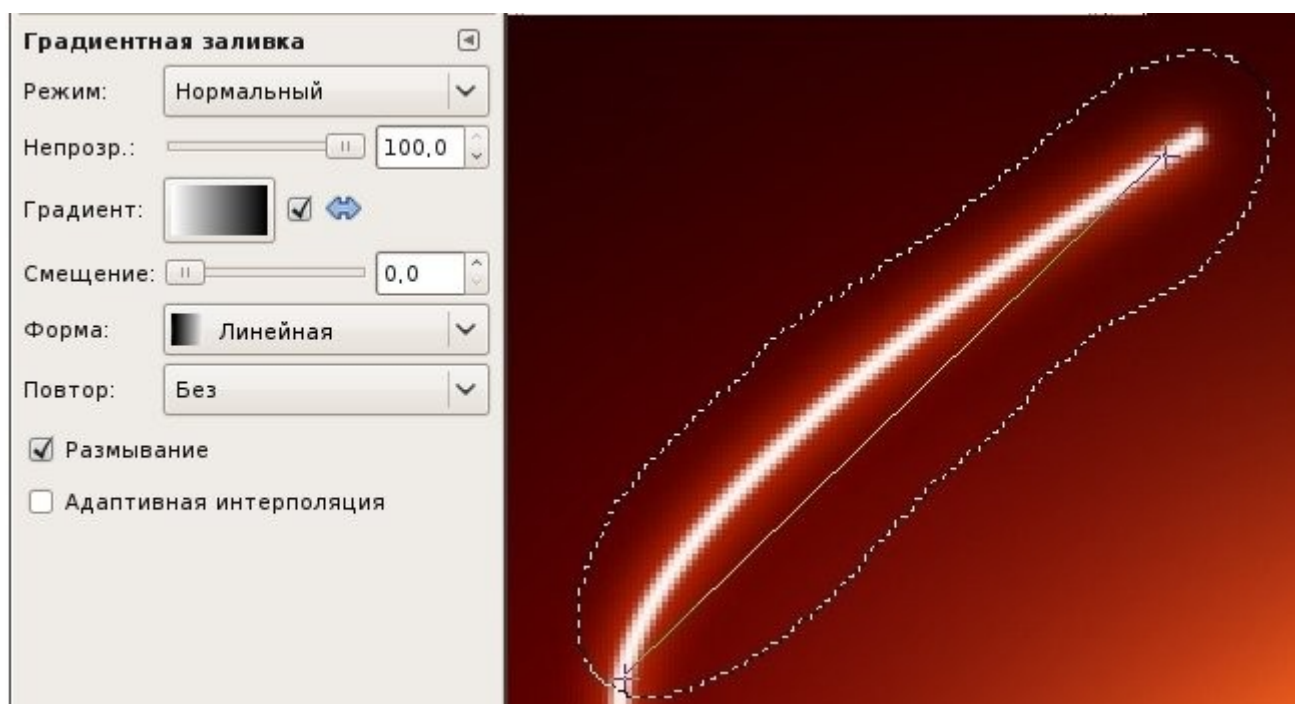 Градиентная заливка
Режим: Нормальный
Непрозр.: 100,0
Градиент:
Смещение: 0,0
Форма: Линейная
Повтор: Без
Размывание
Адаптивная интерполяция